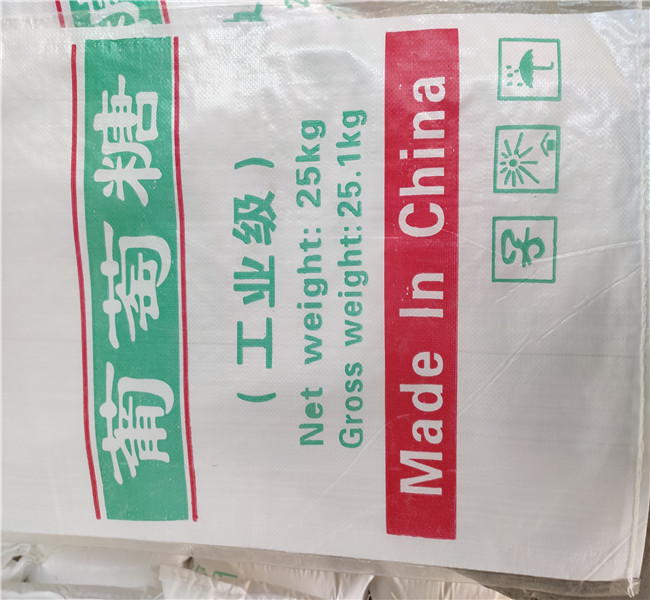 葡萄糖
（工业级）
Net weight: 25kg
Gross weight: 25.1kg
Made In China